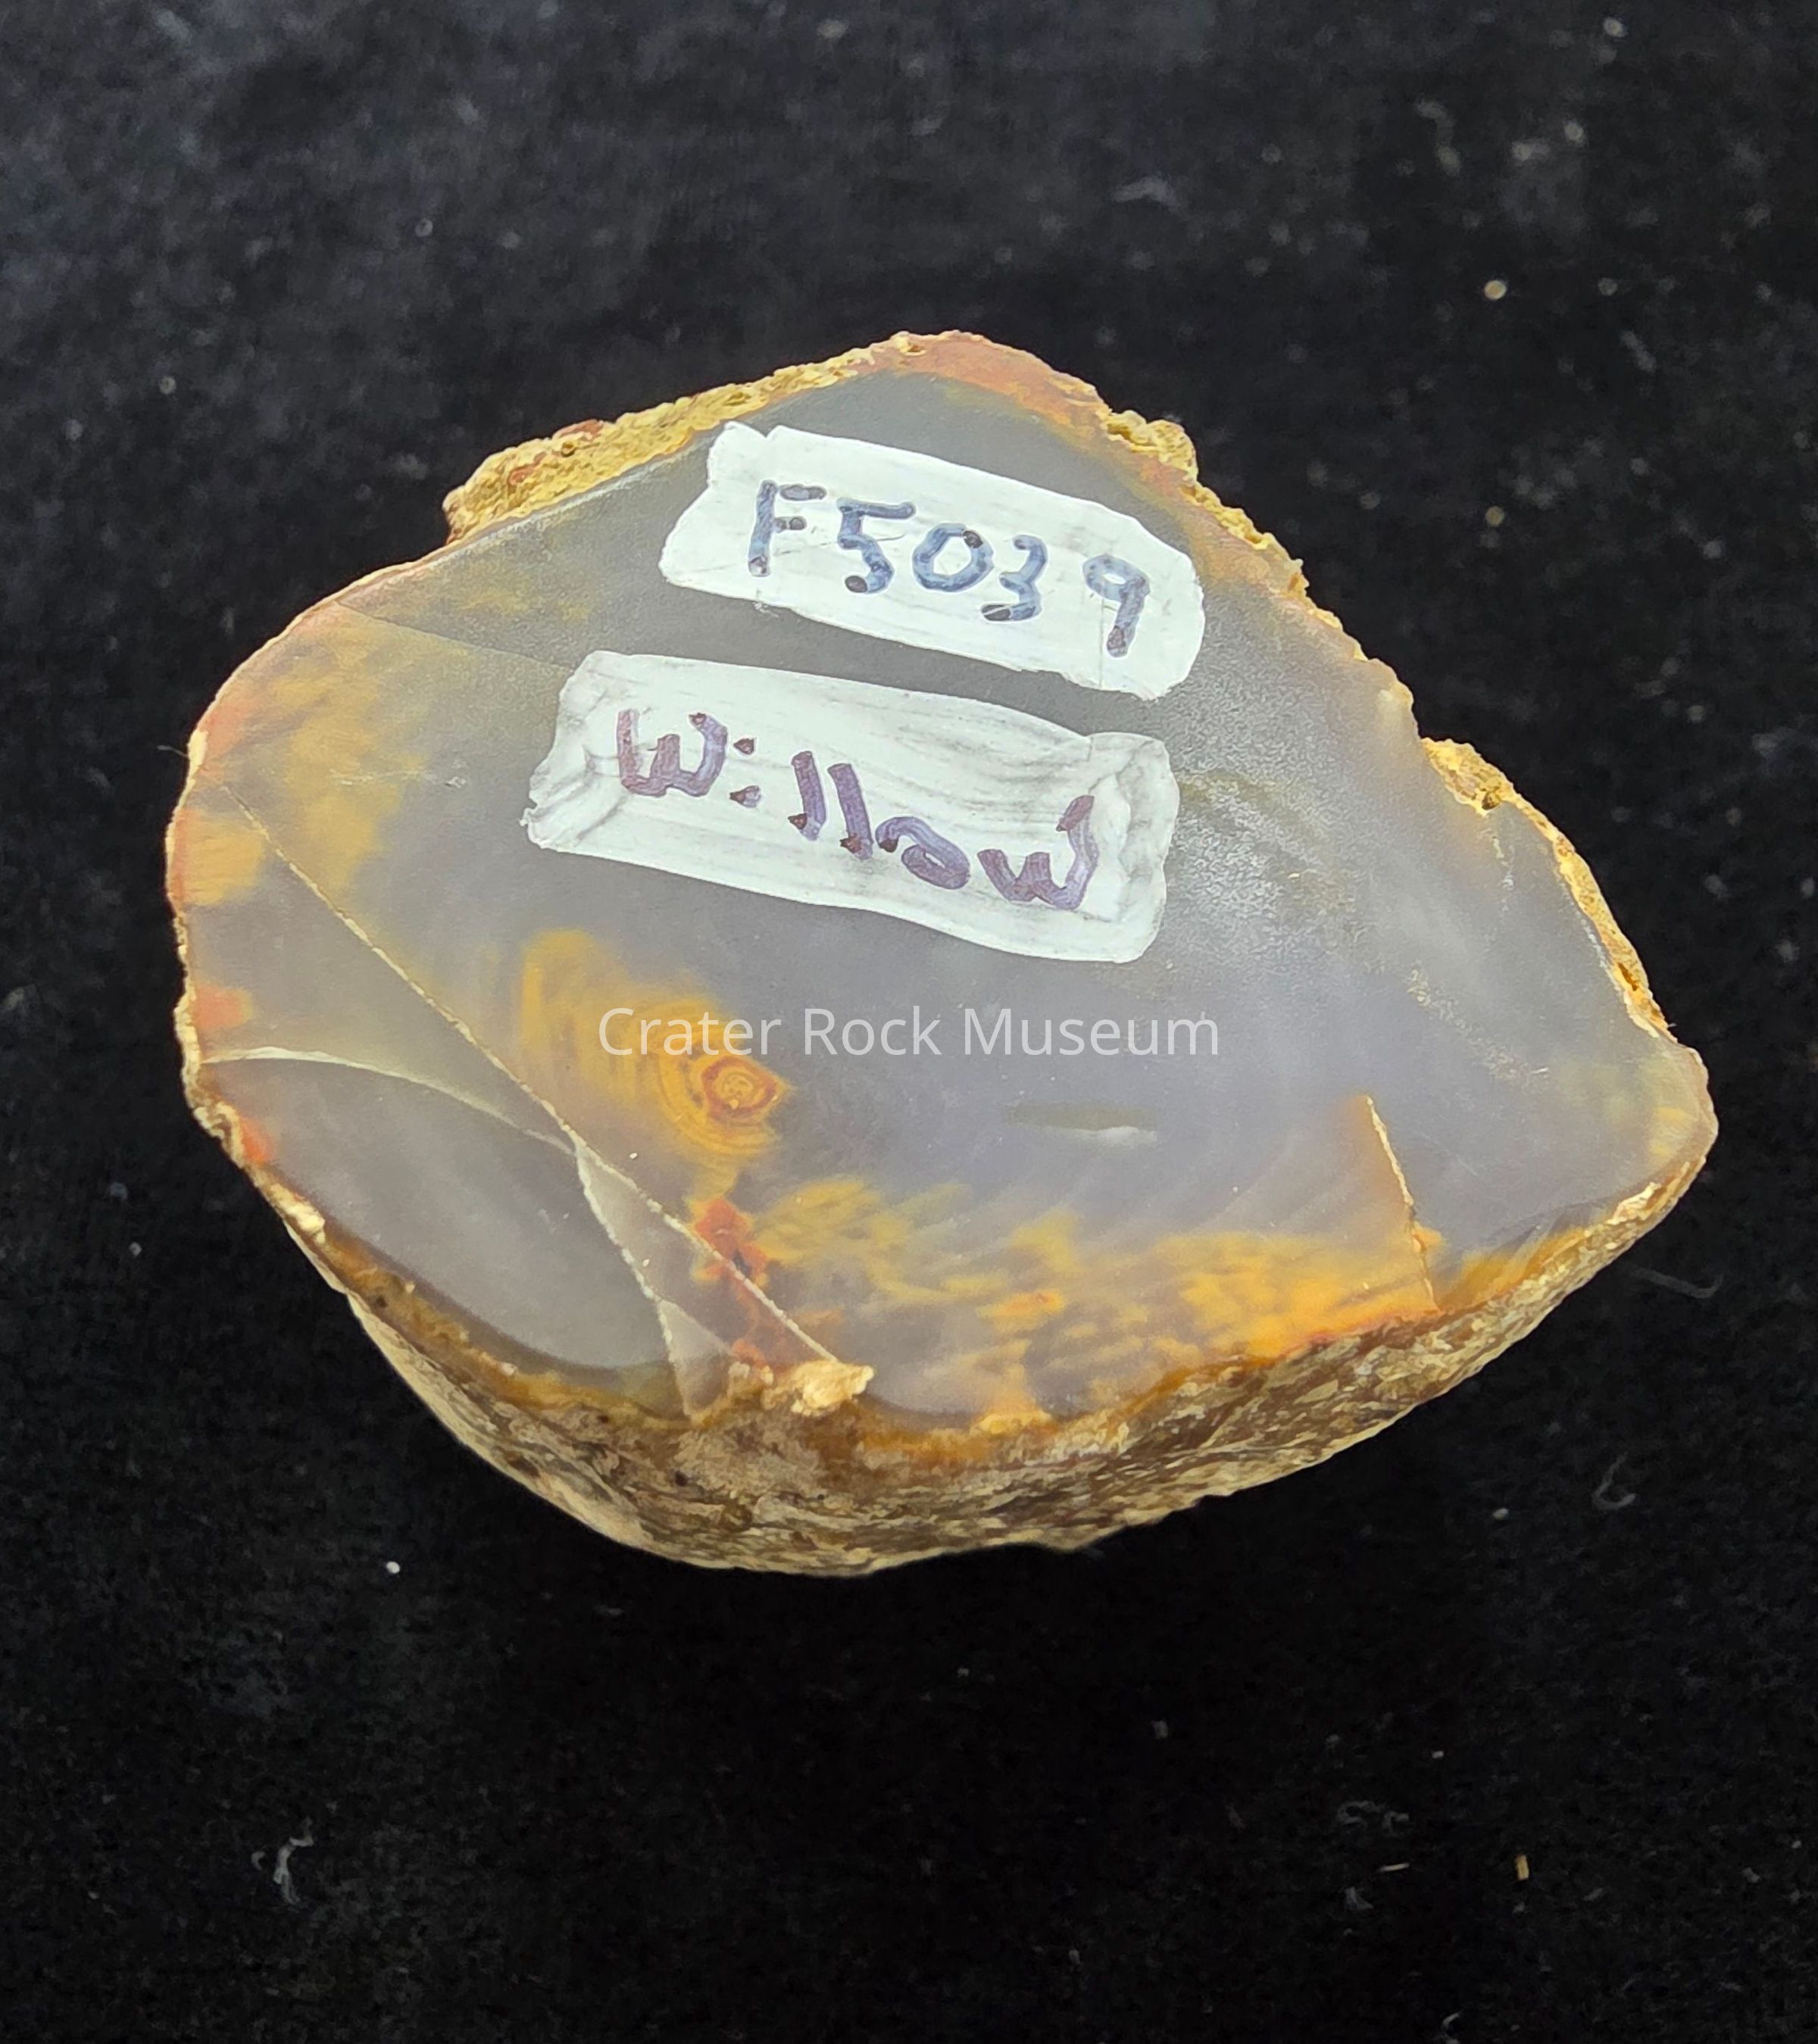 F5039
Willow
Crater Rock Museum